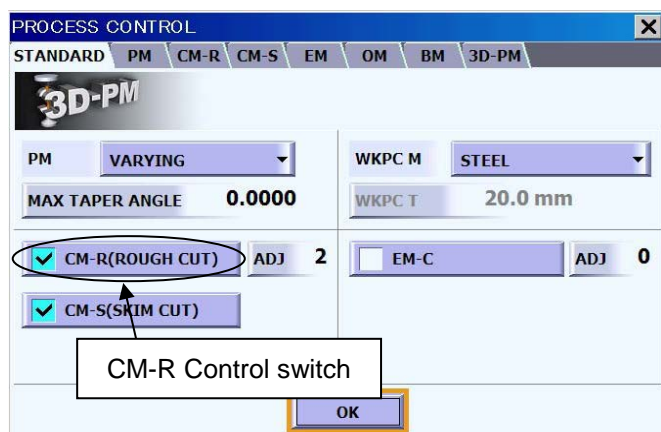 PROCESS CONTROL
STANDARD PM CM-R CM-S EM OM BM 3D-PM
3D-PM
PM VARYING WKPC M STEEL
MAX TAPER ANGLE 0.0000 WKPC T 20.0 mm
CM-R(ROUGH CUT) ADJ 2 EM-C ADJ 0
CM-S(SKIM CUT)
CM-R Control switch
OK